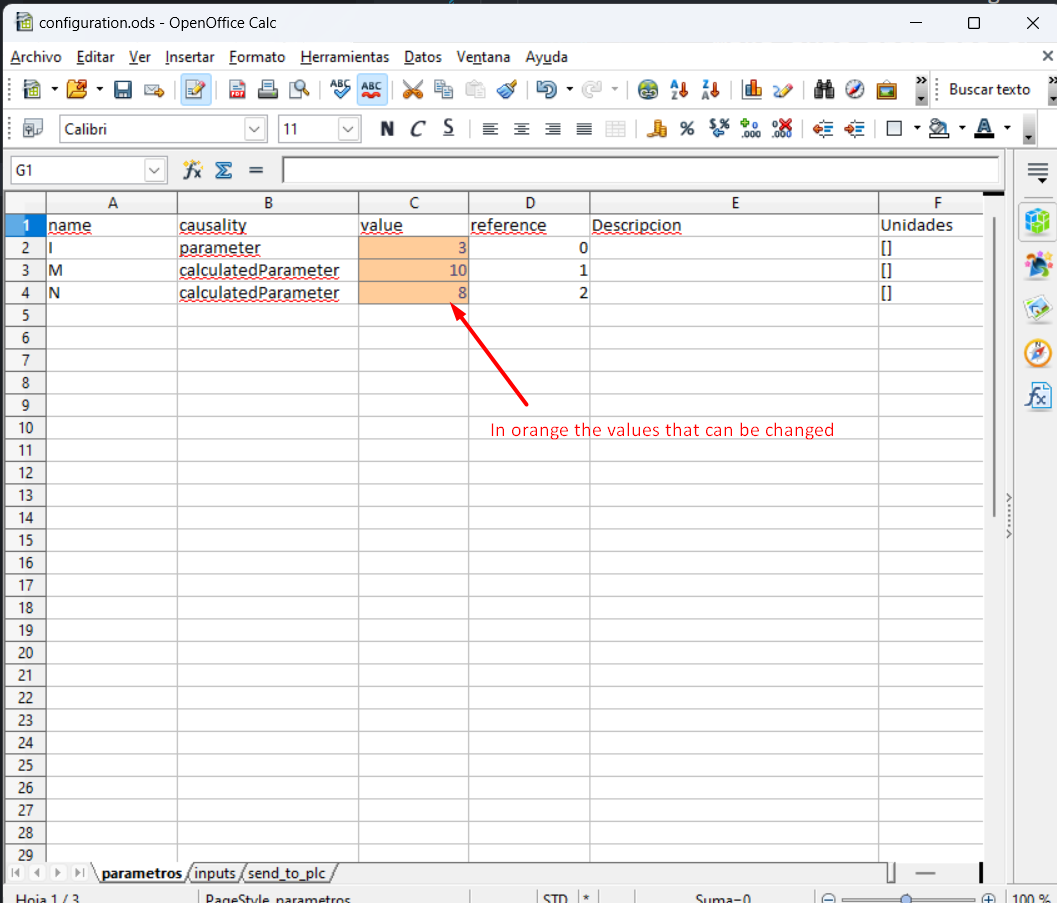 configuration.ods - OpenOffice Calc
Archivo Editar Ver Insertar Formato Herramientas Datos Ventana Ayuda
Buscar texto
Calibri 11 N C S
G1
A B C D E F
1 name causality value reference Descripcion Unidades
2 I parameter 3 0 []
3 M calculatedParameter 10 1 []
4 N calculatedParameter 8 2 []
5
6
7
8
9
10
In orange the values that can be changed
11
12
13
14
15
16
17
18
19
20
21
22
23
24
25
26
27
28
29
parametros inputs send_to_plc
Hoja 1 / 3 PageStyle_parametros STD * Suma=0 100 %